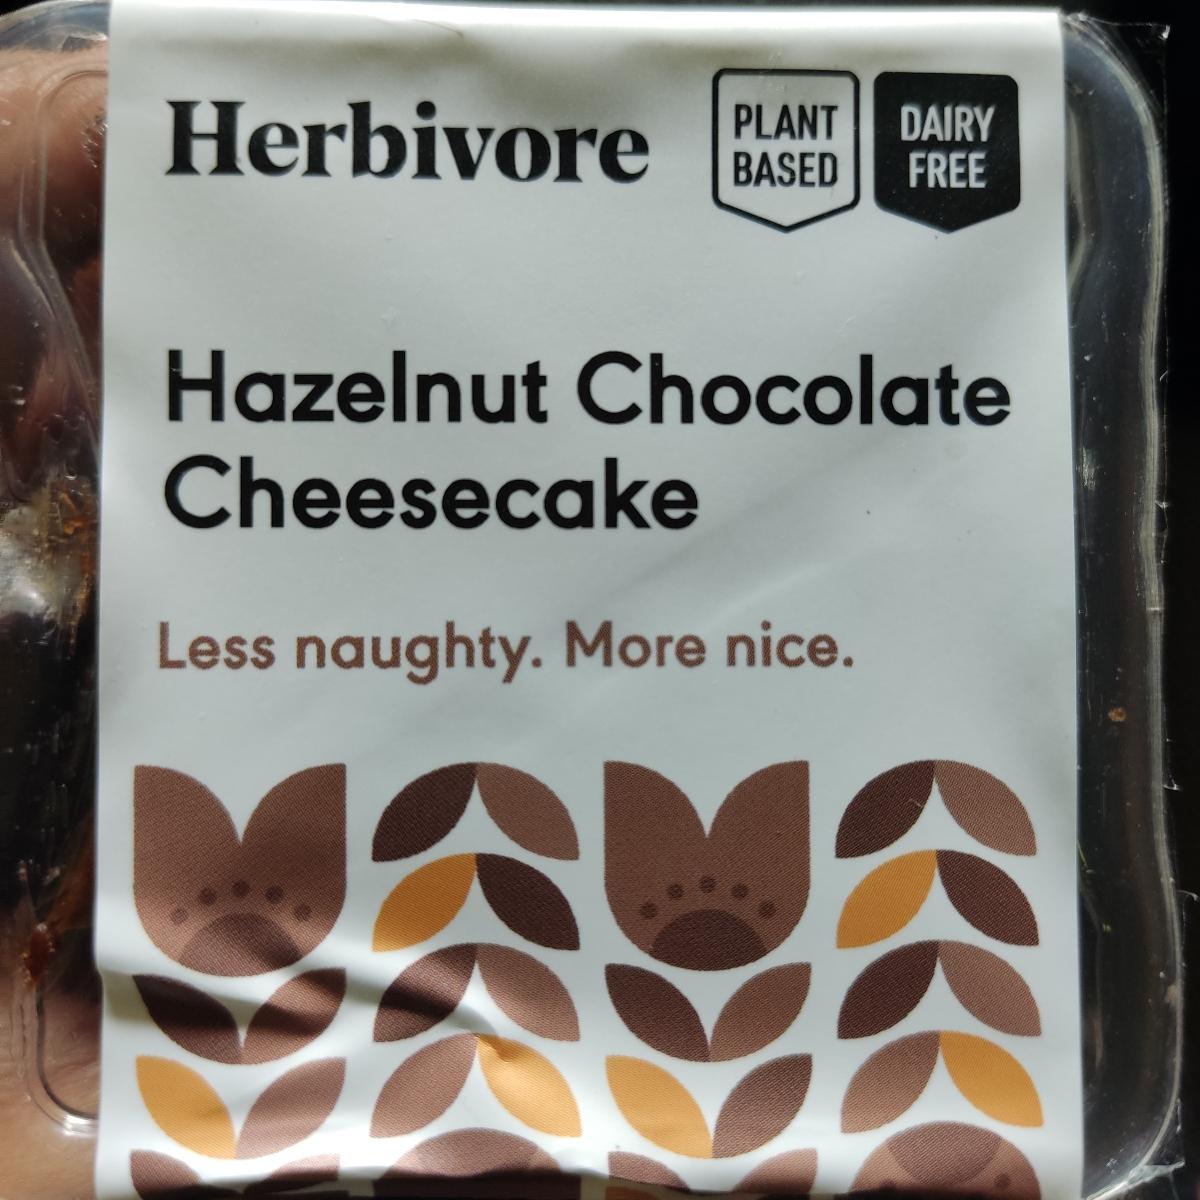 Herbivore
PLANT
BASED
DAIRY
FREE
Hazelnut Chocolate
Cheesecake
Less naughty. More nice.